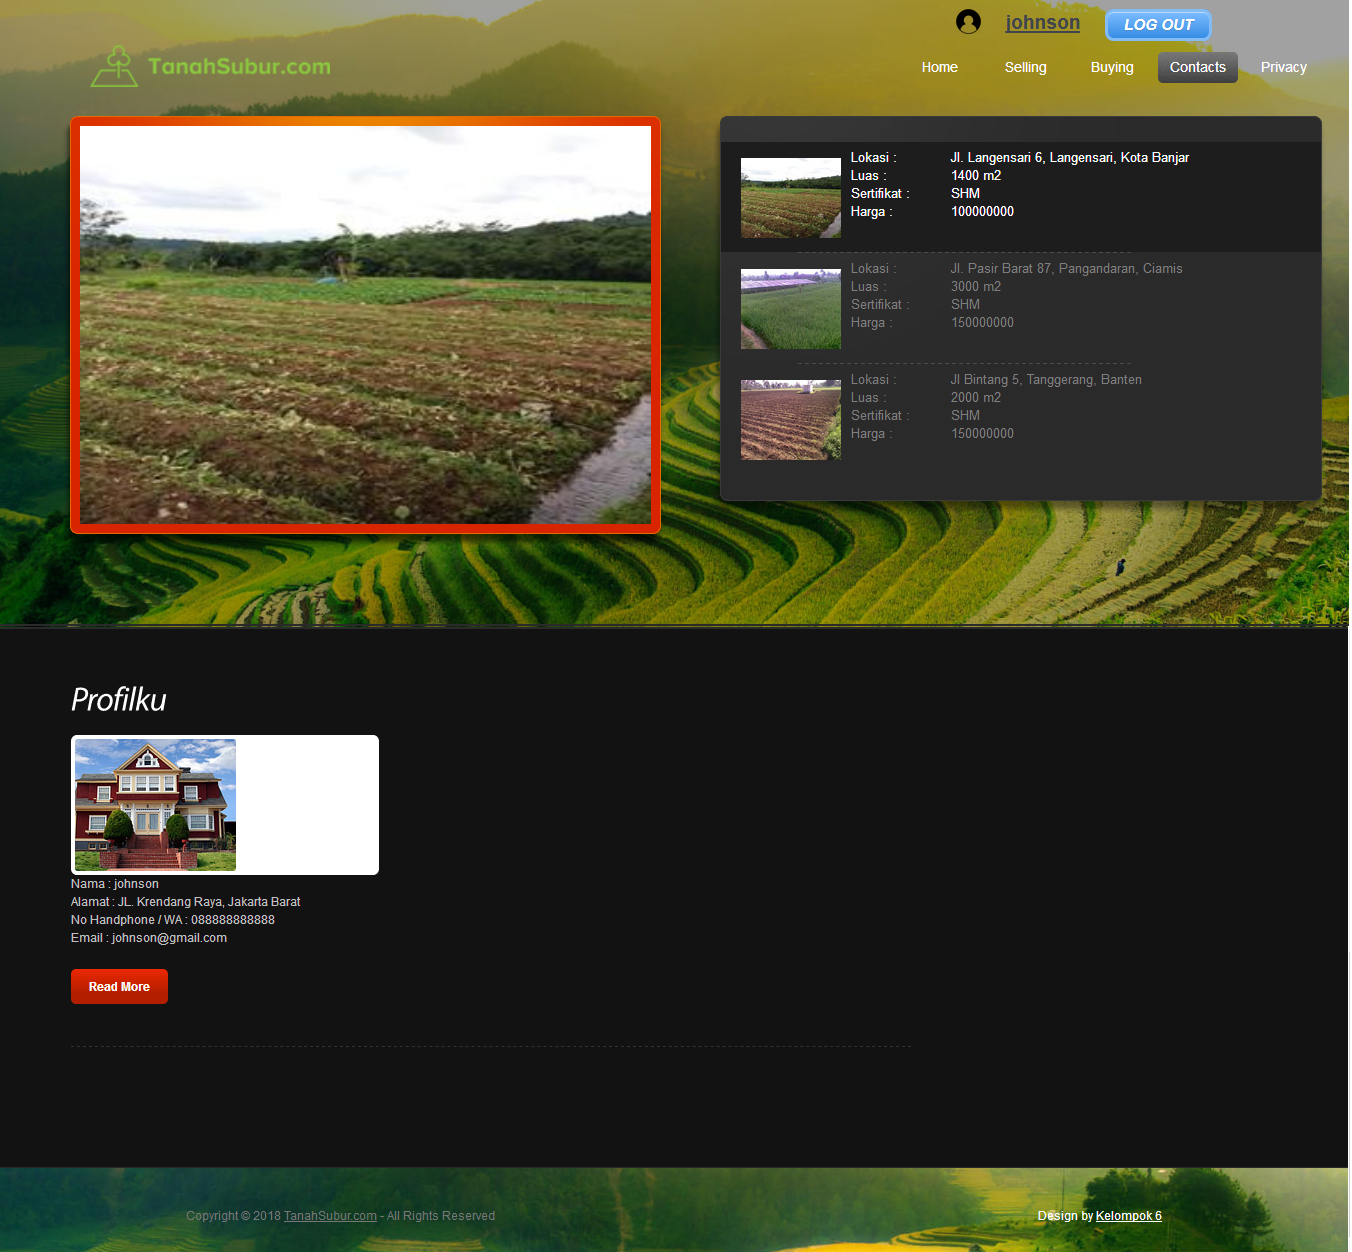 johnson
LOG OUT
TanahSubur.com
Home
Selling
Buying
Contacts
Privacy
Lokasi : Jl. Langensari 6, Langensari, Kota Banjar
Luas : 1400 m2
Sertifikat : SHM
Harga : 100000000
Lokasi : Jl. Pasir Barat 87, Pangandaran, Ciamis
Luas : 3000 m2
Sertifikat : SHM
Harga : 150000000
Lokasi : Jl Bintang 5, Tanggerang, Banten
Luas : 2000 m2
Sertifikat : SHM
Harga : 150000000
Profilku
Nama : johnson
Alamat : JL. Krendang Raya, Jakarta Barat
No Handphone / WA : 088888888888
Email : johnson@gmail.com
Read More
Copyright © 2018 TanahSubur.com - All Rights Reserved
Design by Kelompok 6